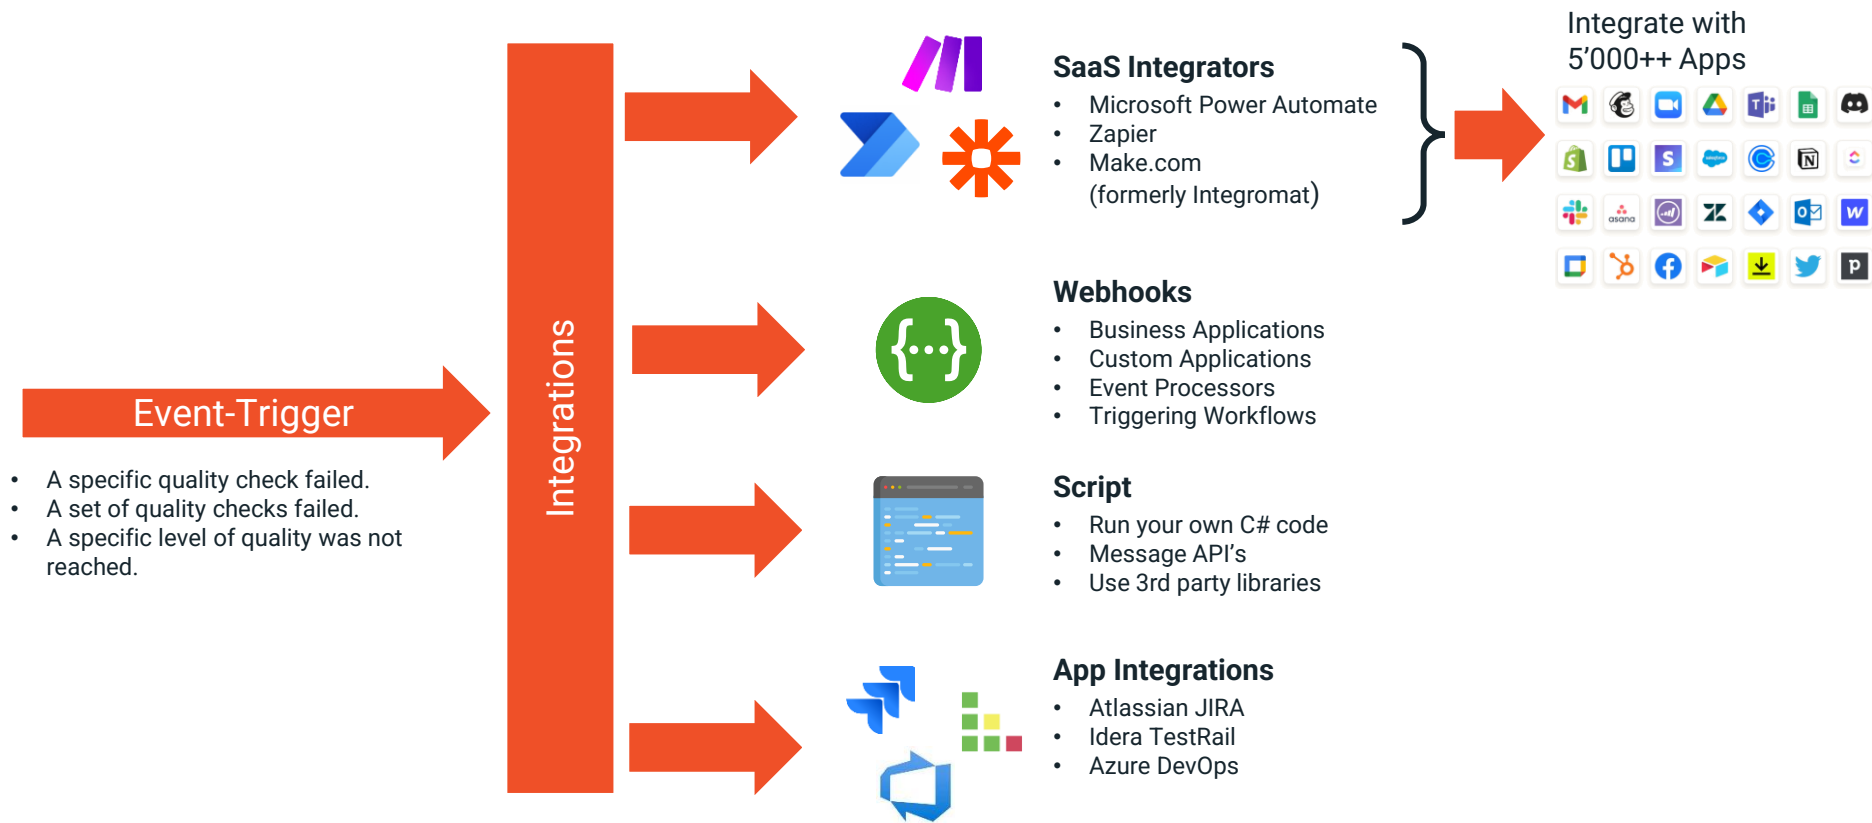 Event-Trigger
• A specific quality check failed.
• A set of quality checks failed.
• A specific level of quality was not
reached.
Integrations
SaaS Integrators
• Microsoft Power Automate
• Zapier
• Make.com
(formerly Integromat)
Integrate with
5’000++ Apps
asana
Webhooks
• Business Applications
• Custom Applications
• Event Processors
• Triggering Workflows
Script
• Run your own C# code
• Message API’s
• Use 3rd party libraries
App Integrations
• Atlassian JIRA
• Idera TestRail
• Azure DevOps